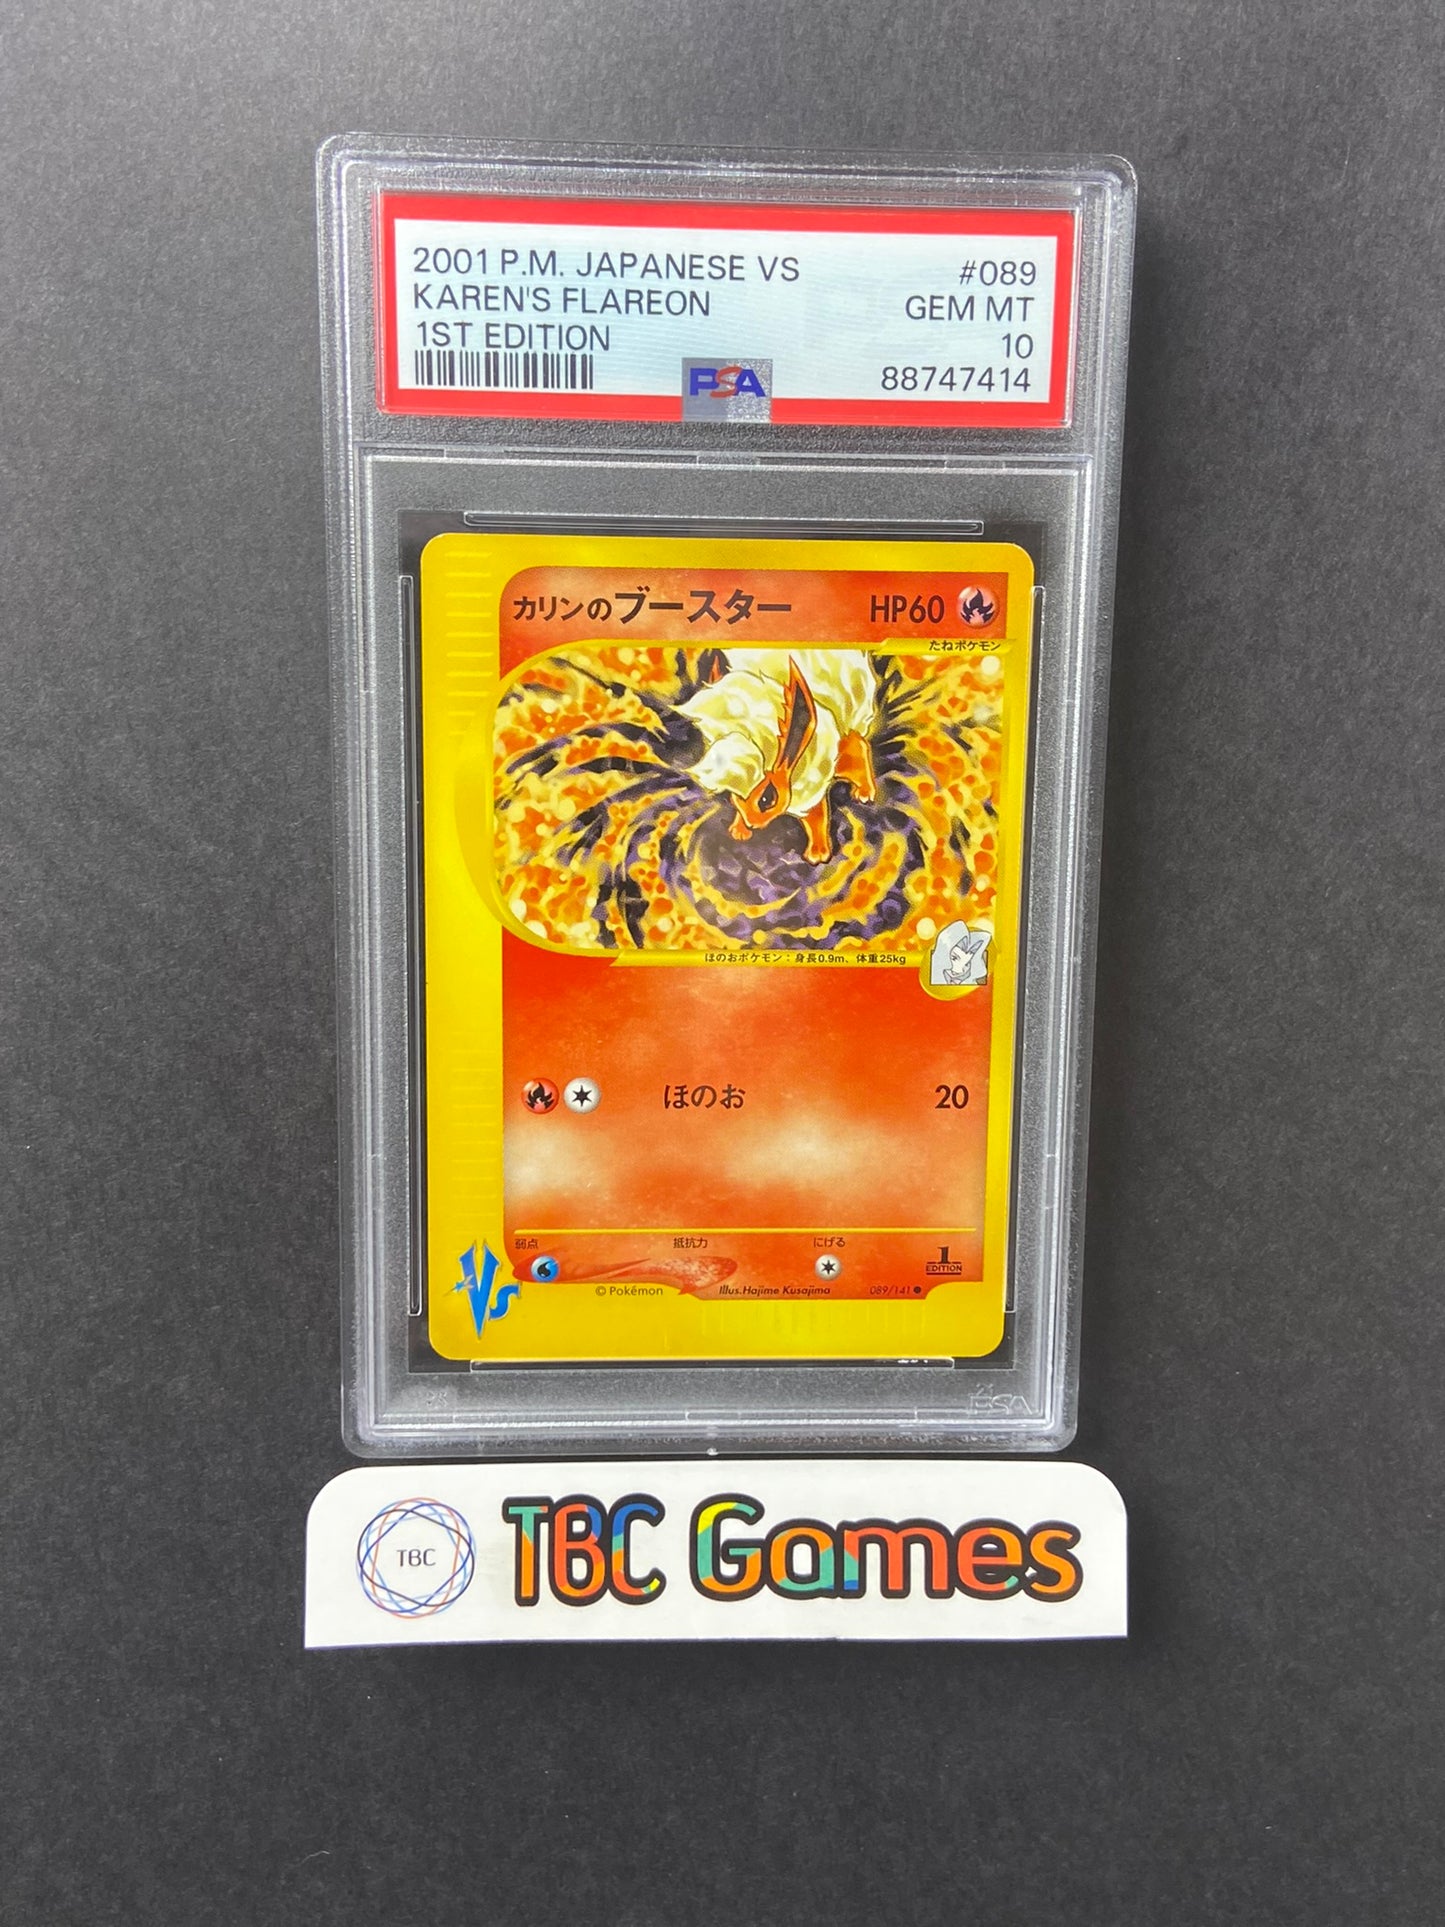 2001 P.M. JAPANESE VS #089
KAREN'S FLAREON GEM MT
1ST EDITION 10
PSA 88747414
カリンのブースター HP60
たねポケモン
ほのおポケモン：身長0.9m、体重25kg
ほのお 20
弱点 抵抗力 にげる
1 EDITION
©Pokémon Illus.Hajime Kusajima 089/141●
Vs
PSA
TBC TBC Games